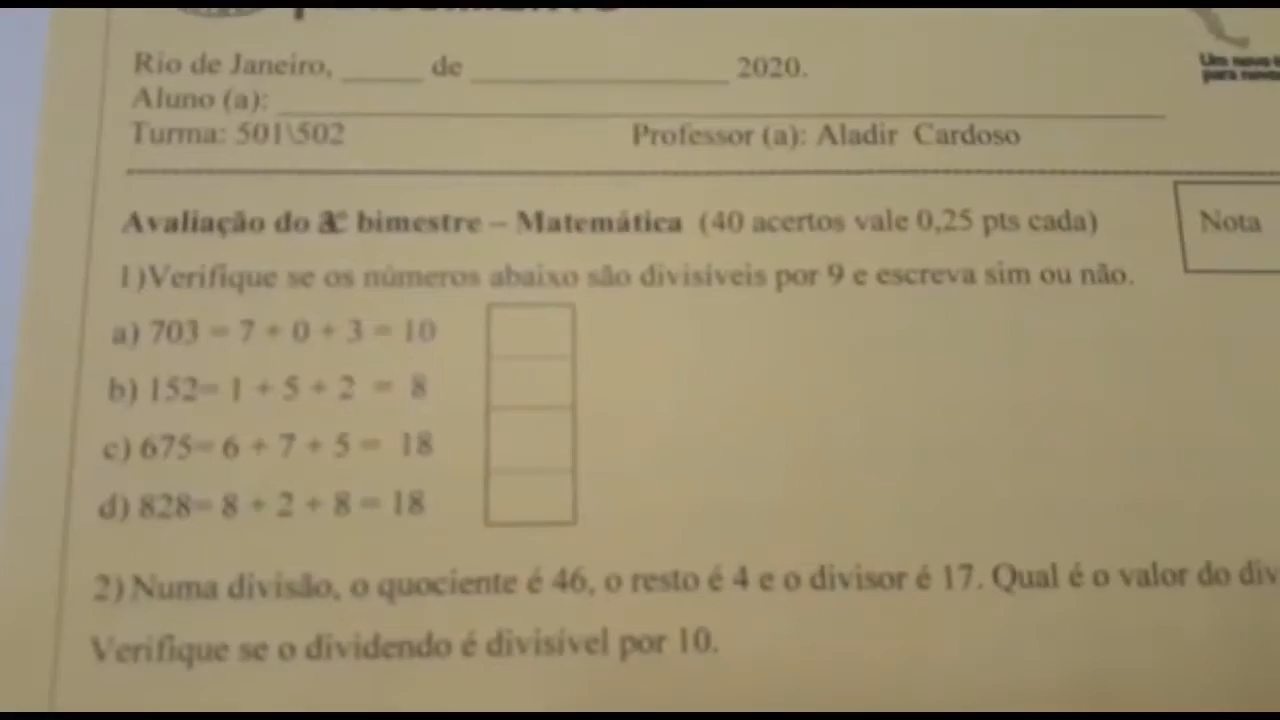 Rio de Janeiro, _____ de ________________ 2020.
Aluno (a): ________________________________
Turma: 501\502 Professor (a): Aladir Cardoso
Avaliação do bimestre – Matemática (40 acertos vale 0,25 pts cada)
Nota
1)Verifique se os números abaixo são divisíveis por 9 e escreva sim ou não.
a) 703 = 7 + 0 + 3 = 10
b) 152= 1 + 5 + 2 = 8
c) 675= 6 + 7 + 5 = 18
d) 828= 8 + 2 + 8 = 18
2) Numa divisão, o quociente é 46, o resto é 4 e o divisor é 17. Qual é o valor do div
Verifique se o dividendo é divisível por 10.